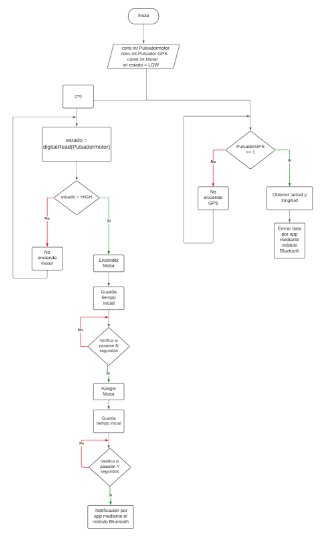 Inicio
const int Pulsadormotor
const int Pulsador GPS
const int Motor
int estado = LOW
estado =
digitalRead(Pulsadormotor)
estado = HIGH
No
Si
No
enciende
motor
Encender
Motor
Guarda
tiempo
inicial
No
Verifica si
pasaron N
segundos
Si
Apagar
Motor
Guarda
tiempo inicial
No
Verifica si
pasaron Y
segundos
Si
Notificación por
app mediante el
módulo Bluetooth
PulsadorGPS
== 1
No
Si
No
enciende
GPS
Obtener latitud y
longitud
Enviar data
por app
mediante
módulo
Bluetooth